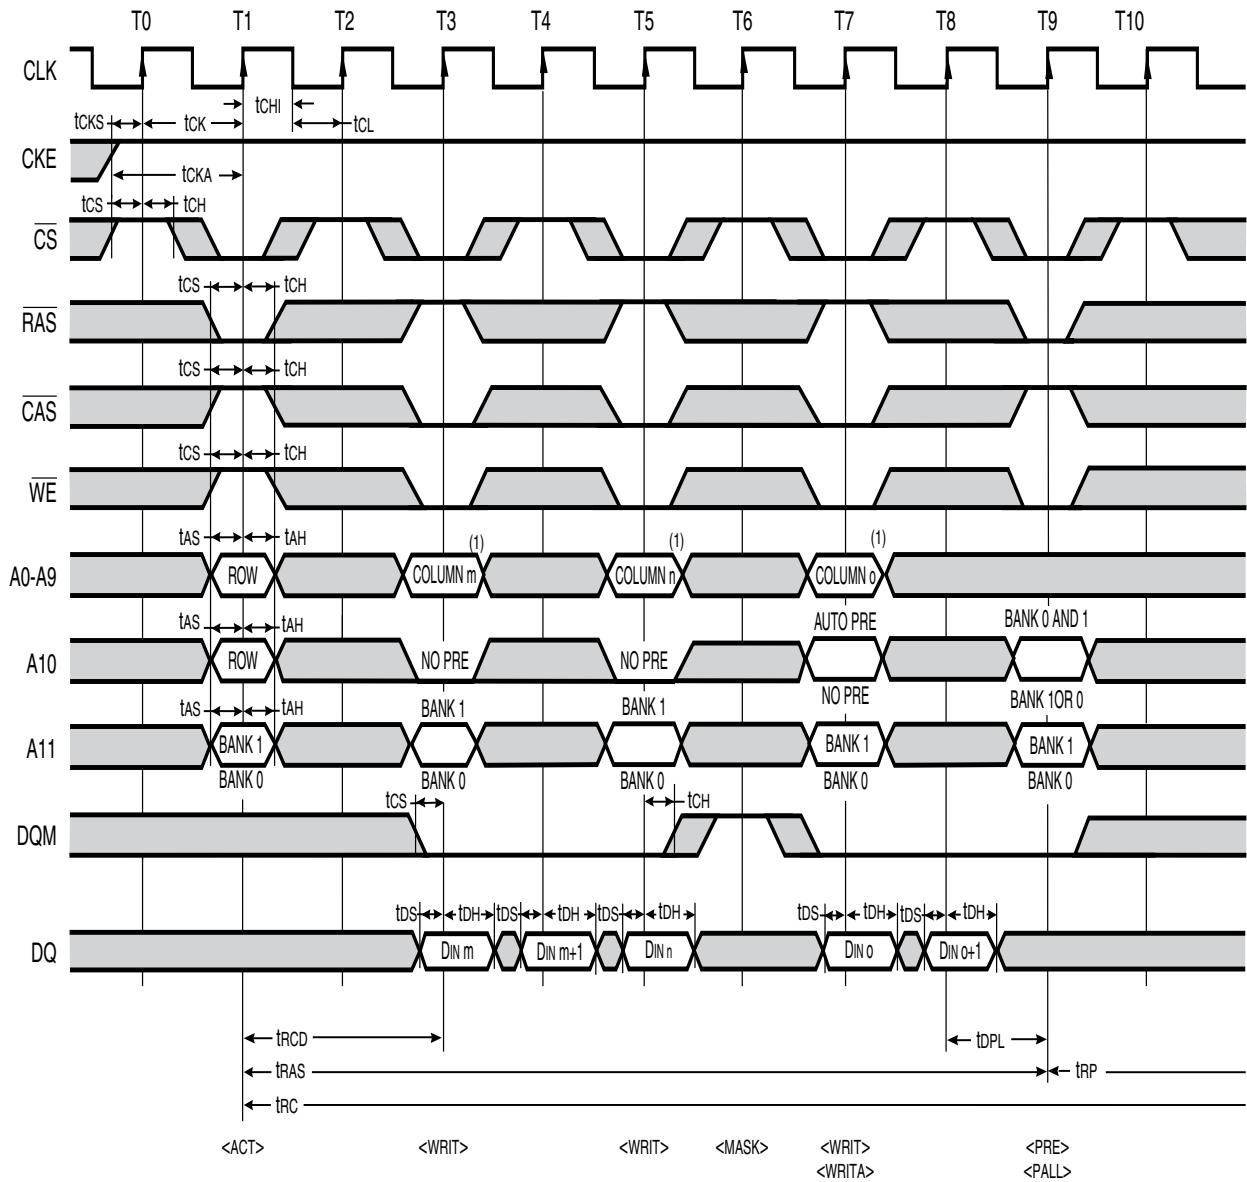 T0 T1 T2 T3 T4 T5 T6 T7 T8 T9 T10
CLK
tCHI
tCKS tCK tCL
CKE
tCKA
tCS tCH
CS
tCS tCH
RAS
tCS tCH
CAS
tCS tCH
WE
tAS tAH (1) (1) (1)
A0-A9 ROW COLUMN m COLUMN n COLUMN o
tAS tAH AUTO PRE BANK 0 AND 1
A10 ROW NO PRE NO PRE
NO PRE BANK 1OR 0
tAS tAH BANK 1 BANK 1
A11 BANK 1 BANK 1 BANK 1
BANK 0 BANK 0 BANK 0 BANK 0 BANK 0
tCS tCH
DQM
tDS tDH tDS tDH tDS tDH tDS tDH tDS tDH
DQ DIN m DIN m+1 DIN n DIN o DIN o+1
tRCD tDPL
tRAS tRP
tRC
<ACT> <WRIT> <WRIT> <MASK> <WRIT> <PRE>
<WRITA> <PALL>